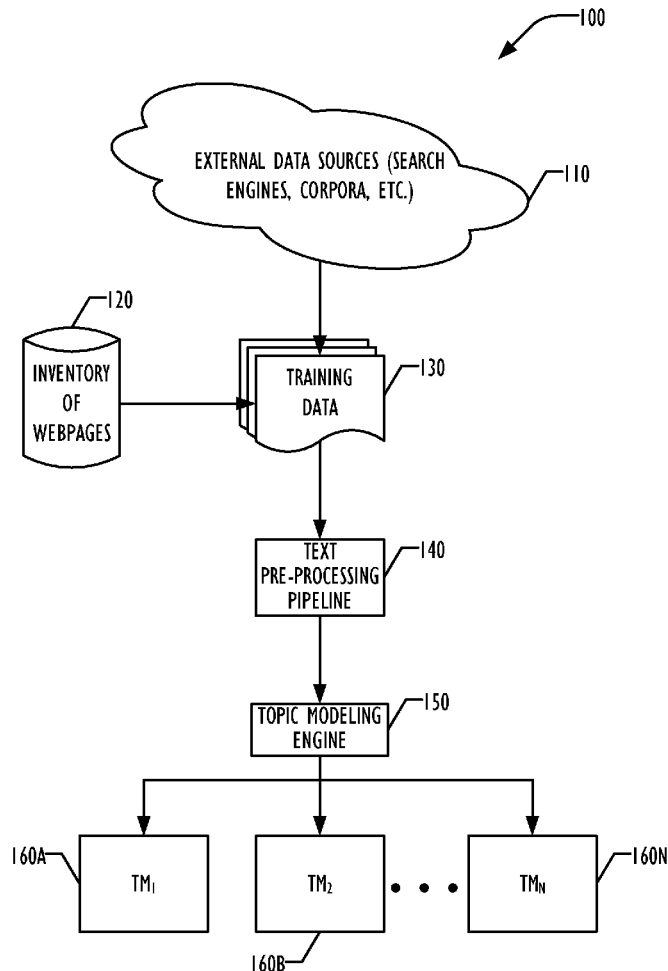 100
EXTERNAL DATA SOURCES (SEARCH
ENGINES, CORPORA, ETC.)
110
120
INVENTORY
OF
WEBPAGES
TRAINING
DATA
130
TEXT
PRE-PROCESSING
PIPELINE
140
TOPIC MODELING
ENGINE
150
160A
TM₁
TM₂
160B
• • •
TM_N
160N